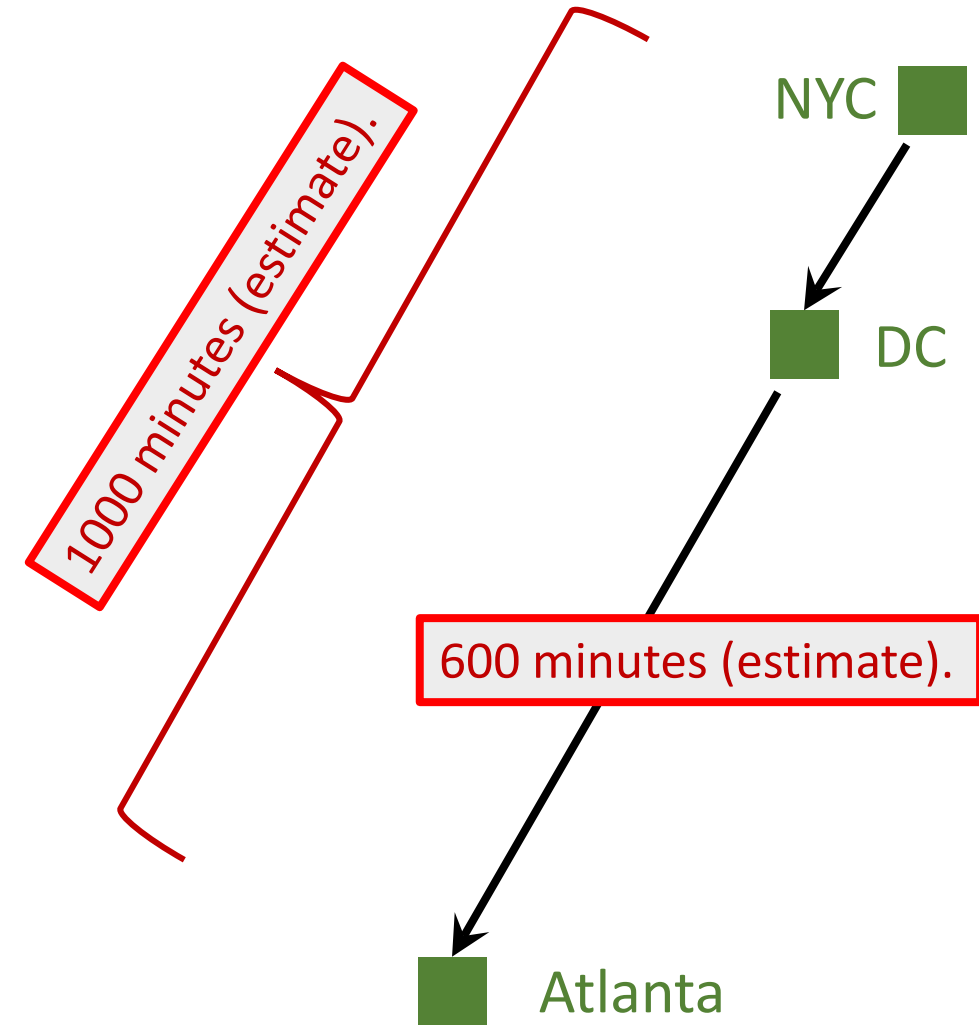 NYC
1000 minutes (estimate).
DC
600 minutes (estimate).
Atlanta